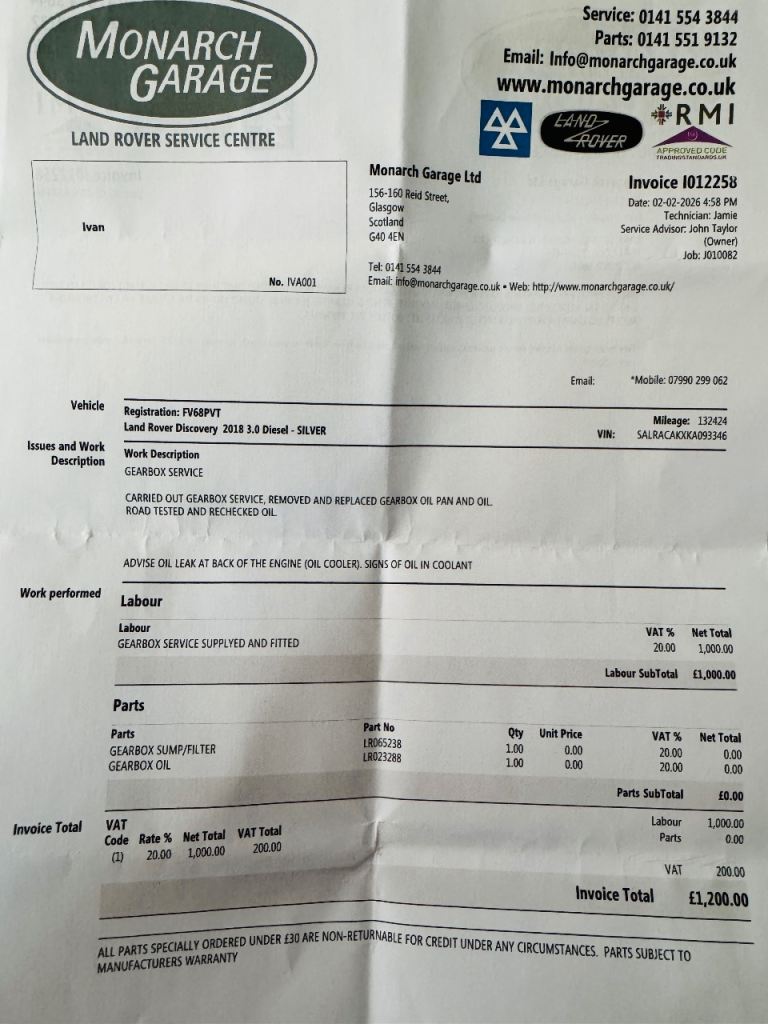 MONARCH
GARAGE
LAND ROVER SERVICE CENTRE
Service: 0141 554 3844
Parts: 0141 551 9132
Email: Info@monarchgarage.co.uk
www.monarchgarage.co.uk
LAND ROVER
RMI
APPROVED CODE
TRADINGSTANDARDS.UK
Ivan
No. IVA001
Monarch Garage Ltd
156-160 Reid Street,
Glasgow
Scotland
G40 4EN
Tel: 0141 554 3844
Email: info@monarchgarage.co.uk • Web: http://www.monarchgarage.co.uk/
Invoice I012258
Date: 02-02-2026 4:58 PM
Technician: Jamie
Service Advisor: John Taylor
(Owner)
Job: J010082
Email: *Mobile: 07990 299 062
Vehicle
Registration: FV68PVT Mileage: 132424
Land Rover Discovery 2018 3.0 Diesel - SILVER VIN: SALRACAKXKA093346
Issues and Work
Description
Work Description
GEARBOX SERVICE
CARRIED OUT GEARBOX SERVICE, REMOVED AND REPLACED GEARBOX OIL PAN AND OIL.
ROAD TESTED AND RECHECKED OIL.
ADVISE OIL LEAK AT BACK OF THE ENGINE (OIL COOLER). SIGNS OF OIL IN COOLANT
Work performed
Labour
Labour VAT % Net Total
GEARBOX SERVICE SUPPLYED AND FITTED 20.00 1,000.00
Labour SubTotal £1,000.00
Parts
Parts Part No Qty Unit Price VAT % Net Total
GEARBOX SUMP/FILTER LR065238 1.00 0.00 20.00 0.00
GEARBOX OIL LR023288 1.00 0.00 20.00 0.00
Parts SubTotal £0.00
Invoice Total
VAT
Code Rate % Net Total VAT Total
(1) 20.00 1,000.00 200.00
Labour 1,000.00
Parts 0.00
VAT 200.00
Invoice Total £1,200.00
ALL PARTS SPECIALLY ORDERED UNDER £30 ARE NON-RETURNABLE FOR CREDIT UNDER ANY CIRCUMSTANCES. PARTS SUBJECT TO
MANUFACTURERS WARRANTY